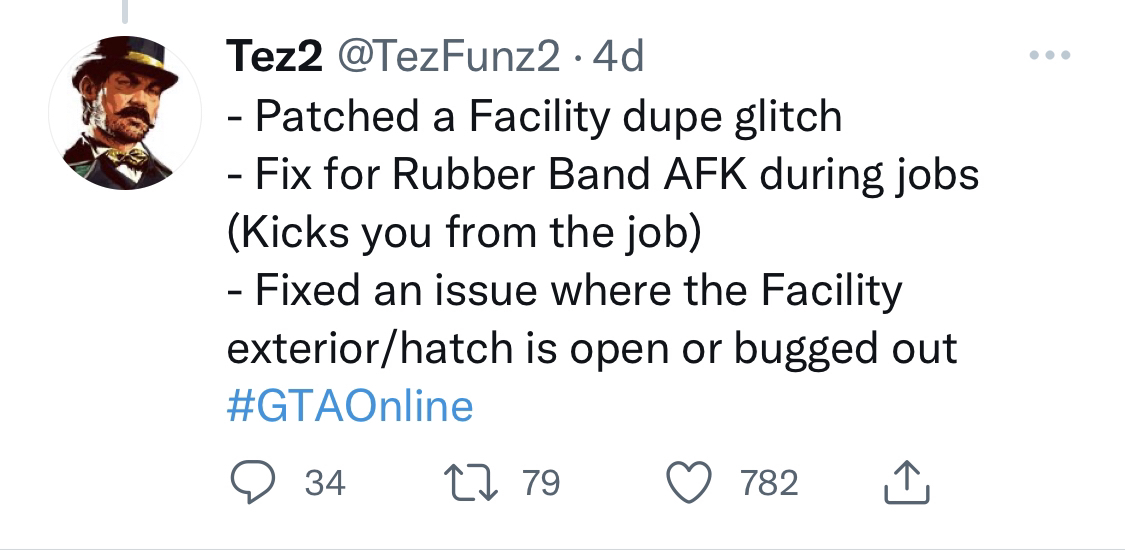 Tez2 @TezFunz2 · 4d
- Patched a Facility dupe glitch
- Fix for Rubber Band AFK during jobs
(Kicks you from the job)
- Fixed an issue where the Facility
exterior/hatch is open or bugged out
#GTAOnline
34 79 782